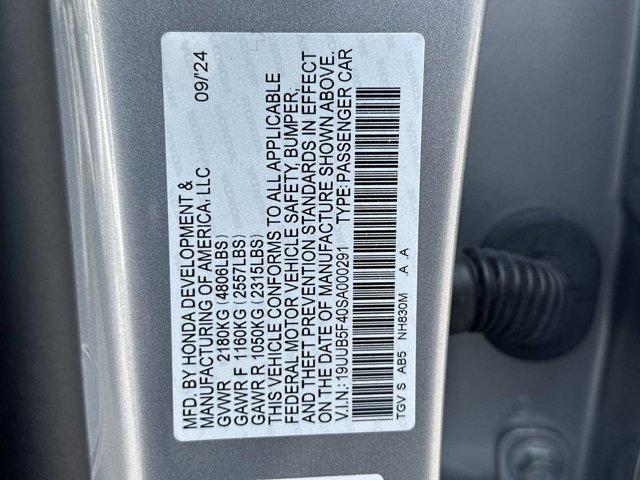 MFD. BY HONDA DEVELOPMENT & 09/'24
MANUFACTURING OF AMERICA, LLC
GVWR 2180KG (4806LBS)
GAWR F 1160KG (2557LBS)
GAWR R 1050KG (2315LBS)
THIS VEHICLE CONFORMS TO ALL APPLICABLE
FEDERAL MOTOR VEHICLE SAFETY, BUMPER,
AND THEFT PREVENTION STANDARDS IN EFFECT
ON THE DATE OF MANUFACTURE SHOWN ABOVE.
V.I.N.: 19UUB5F40SA000291 TYPE: PASSENGER CAR
TGV S AB5 NH830M .A .A